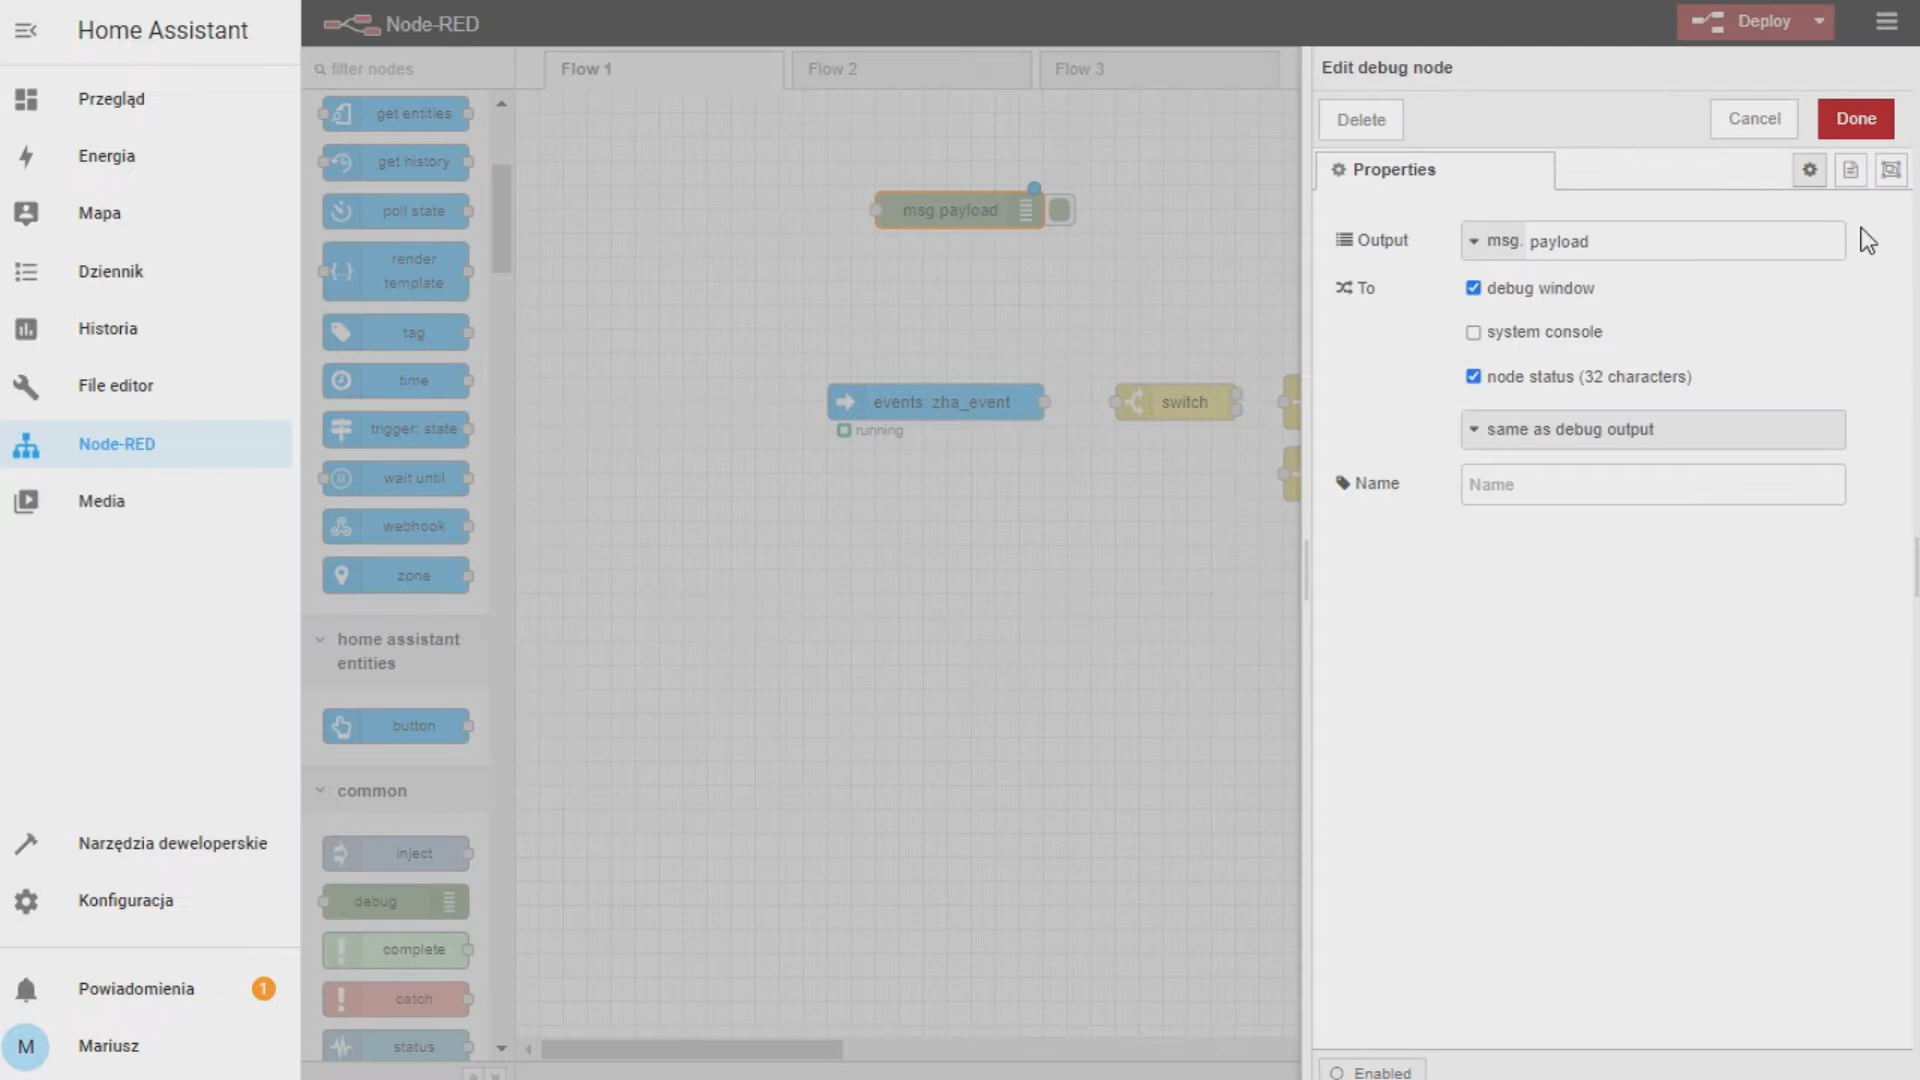 Home Assistant
Przegląd
Energia
Mapa
Dziennik
Historia
File editor
Node-RED
Media
Narzędzia deweloperskie
Konfiguracja
Powiadomienia 1
M Mariusz
Node-RED
Deploy
filter nodes
get entities
get history
poll state
render
template
tag
time
trigger: state
wait until
webhook
zone
home assistant
entities
button
common
inject
debug
complete
catch
status
Flow 1 Flow 2 Flow 3
msg.payload
events: zha_event
running
switch
Edit debug node
Delete Cancel Done
Properties
Output msg. payload
To debug window
system console
node status (32 characters)
same as debug output
Name Name
Enabled